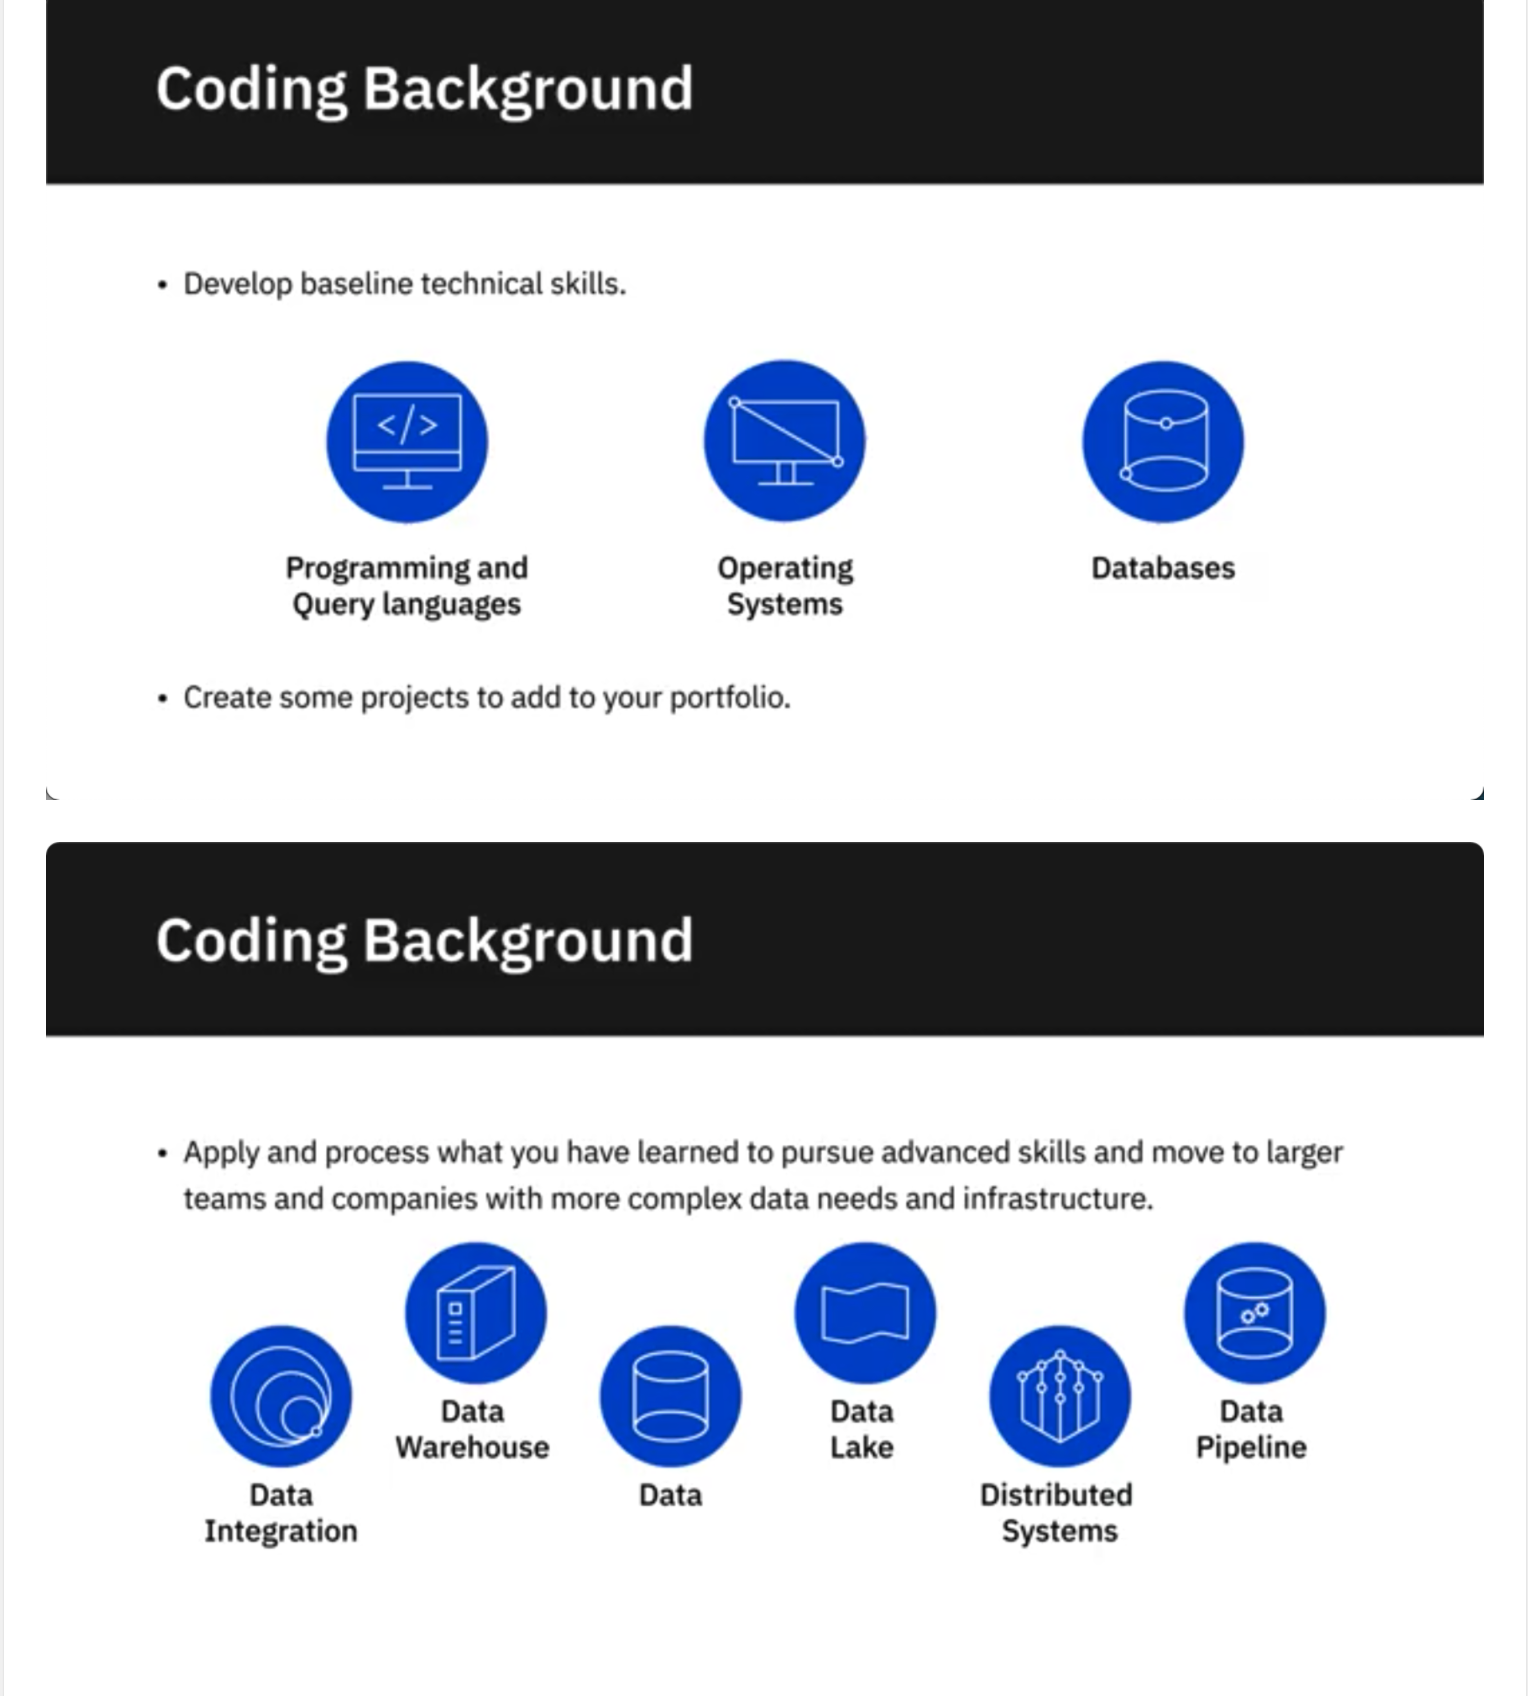 Coding Background
• Develop baseline technical skills.
</>
Programming and
Query languages
Operating
Systems
Databases
• Create some projects to add to your portfolio.
Coding Background
• Apply and process what you have learned to pursue advanced skills and move to larger
teams and companies with more complex data needs and infrastructure.
Data
Integration
Data
Warehouse
Data
Data
Lake
Distributed
Systems
Data
Pipeline